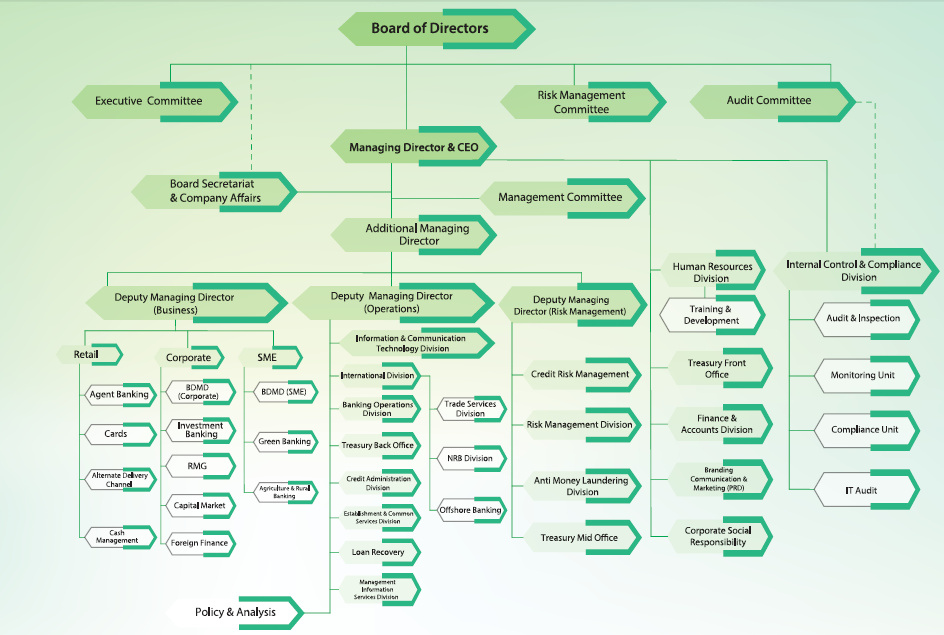 Board of Directors
Executive Committee
Risk Management
Committee
Audit Committee
Managing Director & CEO
Board Secretariat
& Company Affairs
Management Committee
Additional Managing
Director
Human Resources
Division
Internal Control & Compliance
Division
Deputy Managing Director
(Business)
Deputy Managing Director
(Operations)
Deputy Managing
Director (Risk Management)
Training &
Development
Audit & Inspection
Retail
Corporate
SME
Information & Communication
Technology Division
Credit Risk Management
Treasury Front
Office
Monitoring Unit
Agent Banking
BDMD
(Corporate)
BDMD (SME)
International Division
Banking Operations
Division
Trade Services
Division
Risk Management Division
Finance &
Accounts Division
Compliance Unit
Cards
Investment
Banking
Green Banking
Treasury Back Office
NRB Division
Alternate Delivery
Channel
RMG
Agriculture & Rural
Banking
Credit Administration
Division
Anti Money Laundering
Division
Branding
Communication &
Marketing (PRD)
IT Audit
Capital Market
Establishment & Common
Services Division
Offshore Banking
Cash
Management
Foreign Finance
Loan Recovery
Treasury Mid Office
Corporate Social
Responsibility
Management
Information
Services Division
Policy & Analysis